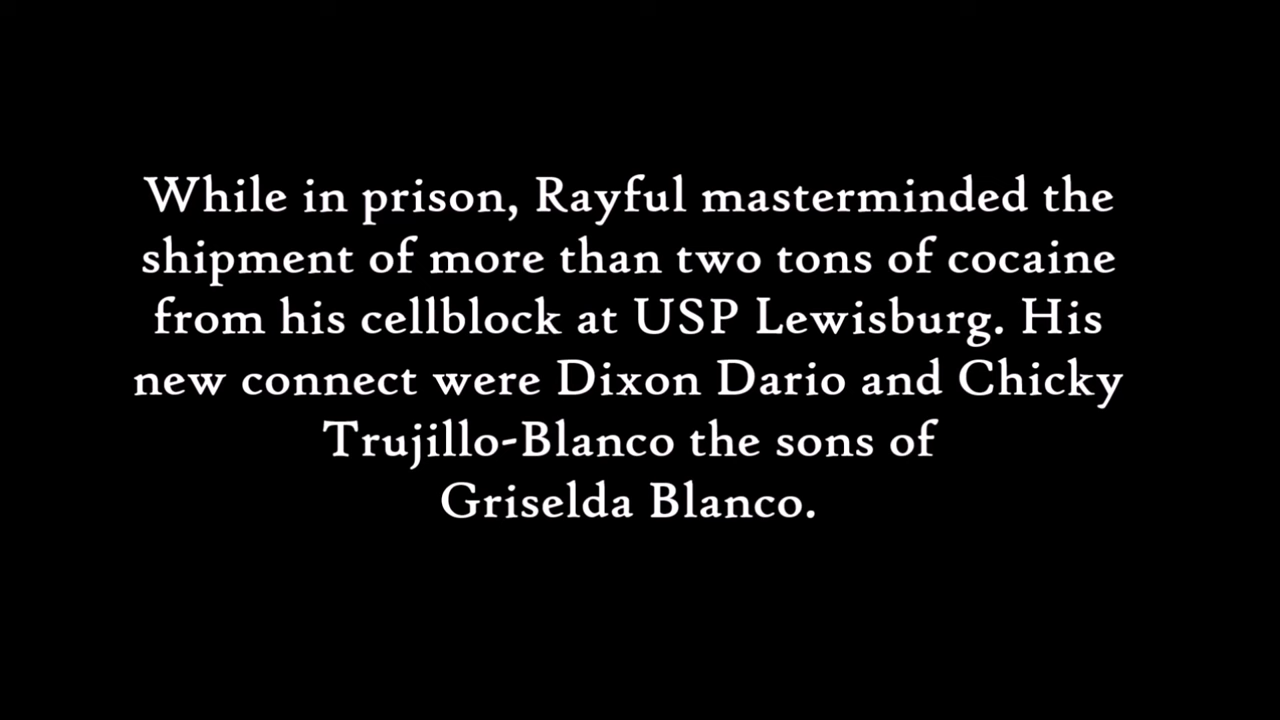 While in prison, Rayful masterminded the
shipment of more than two tons of cocaine
from his cellblock at USP Lewisburg. His
new connect were Dixon Dario and Chicky
Trujillo-Blanco the sons of
Griselda Blanco.